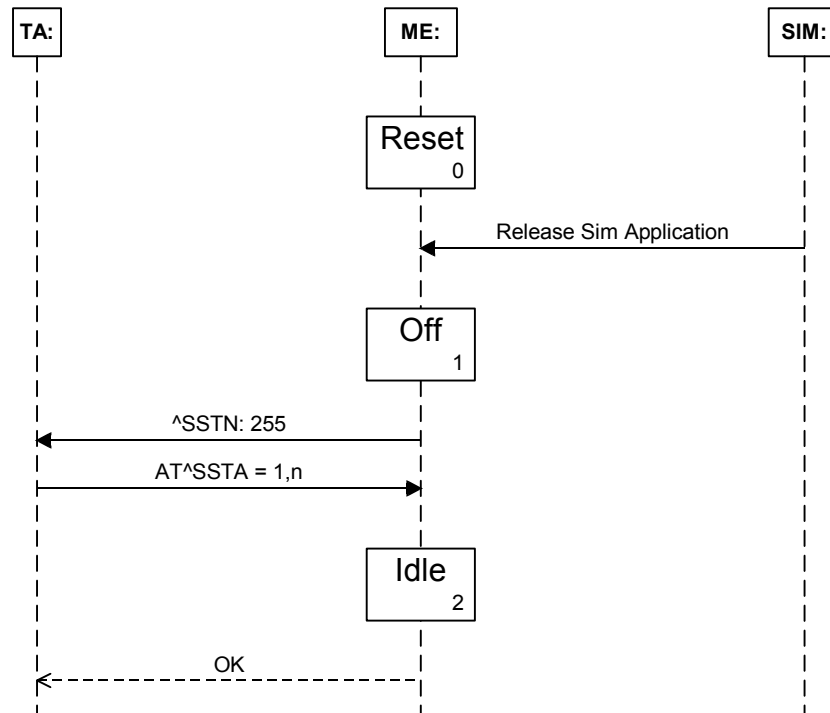 TA:
ME:
SIM:
Reset
0
Release Sim Application
Off
1
^SSTN: 255
AT^SSTA = 1,n
Idle
2
OK